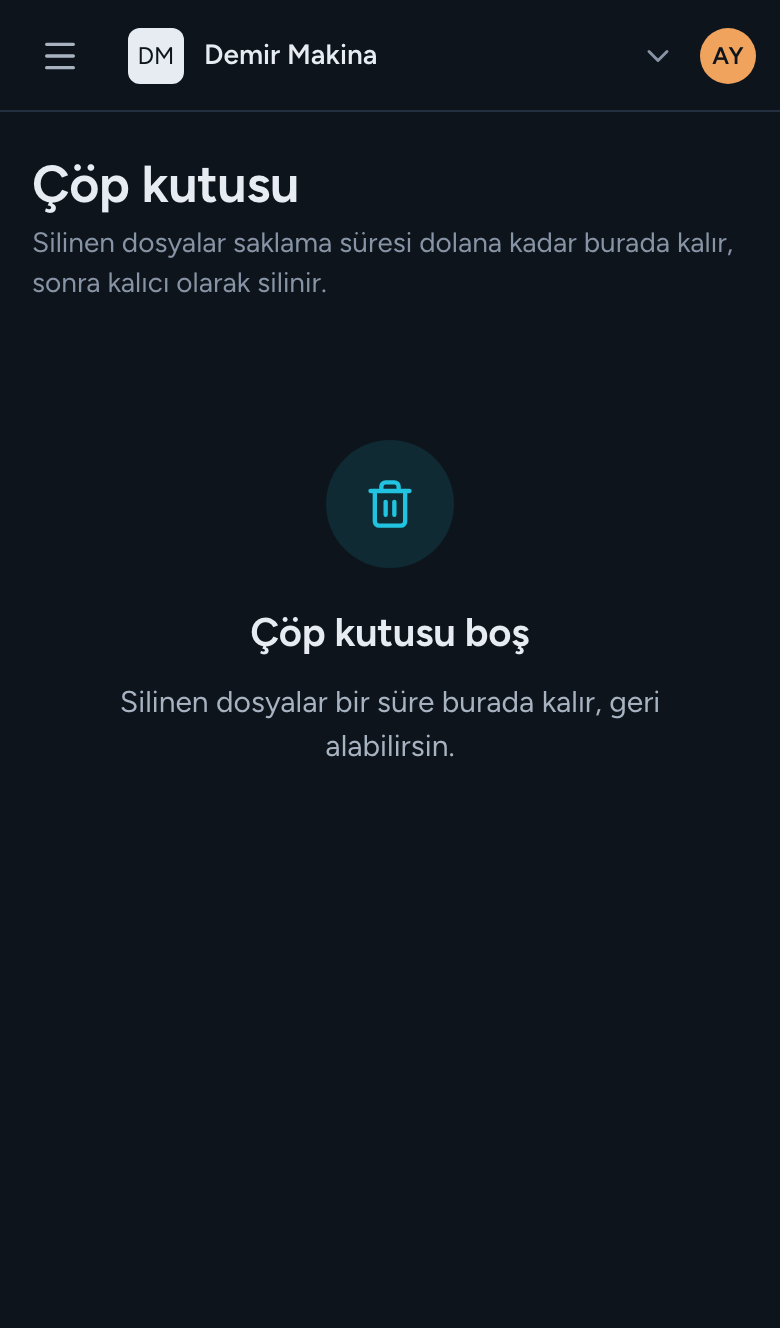 DM
Demir Makina
AY
Çöp kutusu
Silinen dosyalar saklama süresi dolana kadar burada kalır,
sonra kalıcı olarak silinir.
Çöp kutusu boş
Silinen dosyalar bir süre burada kalır, geri
alabilirsin.